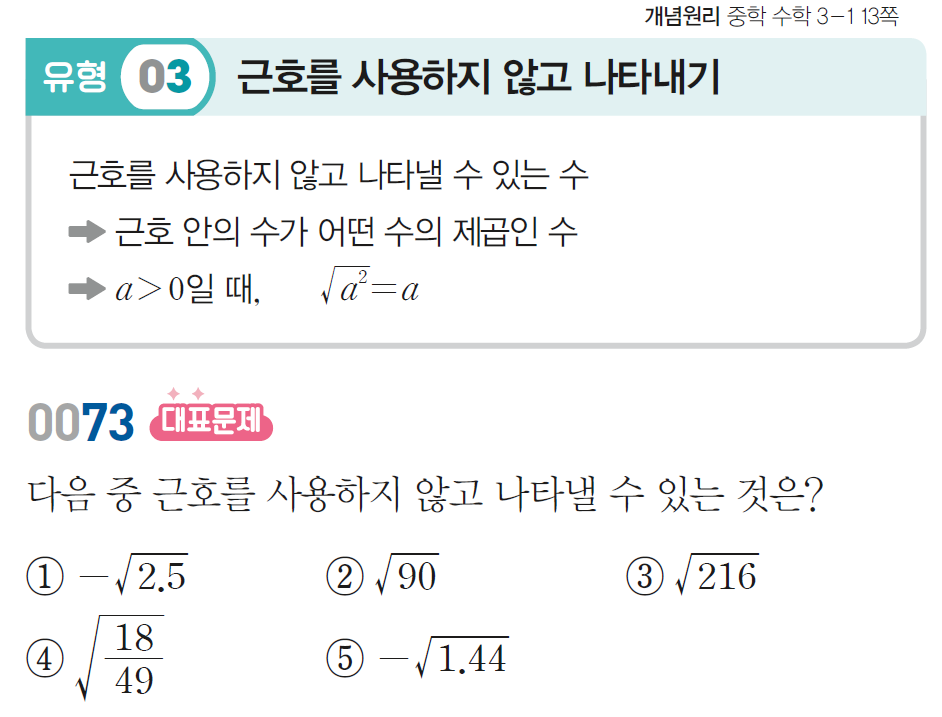 개념원리 중학 수학 3-1 13쪽
유형 03 근호를 사용하지 않고 나타내기
근호를 사용하지 않고 나타낼 수 있는 수
➡ 근호 안의 수가 어떤 수의 제곱인 수
➡ a>0일 때, √a²=a
0073 대표문제
다음 중 근호를 사용하지 않고 나타낼 수 있는 것은?
① -√2.5 ② √90 ③ √216
④ √(18/49) ⑤ -√1.44